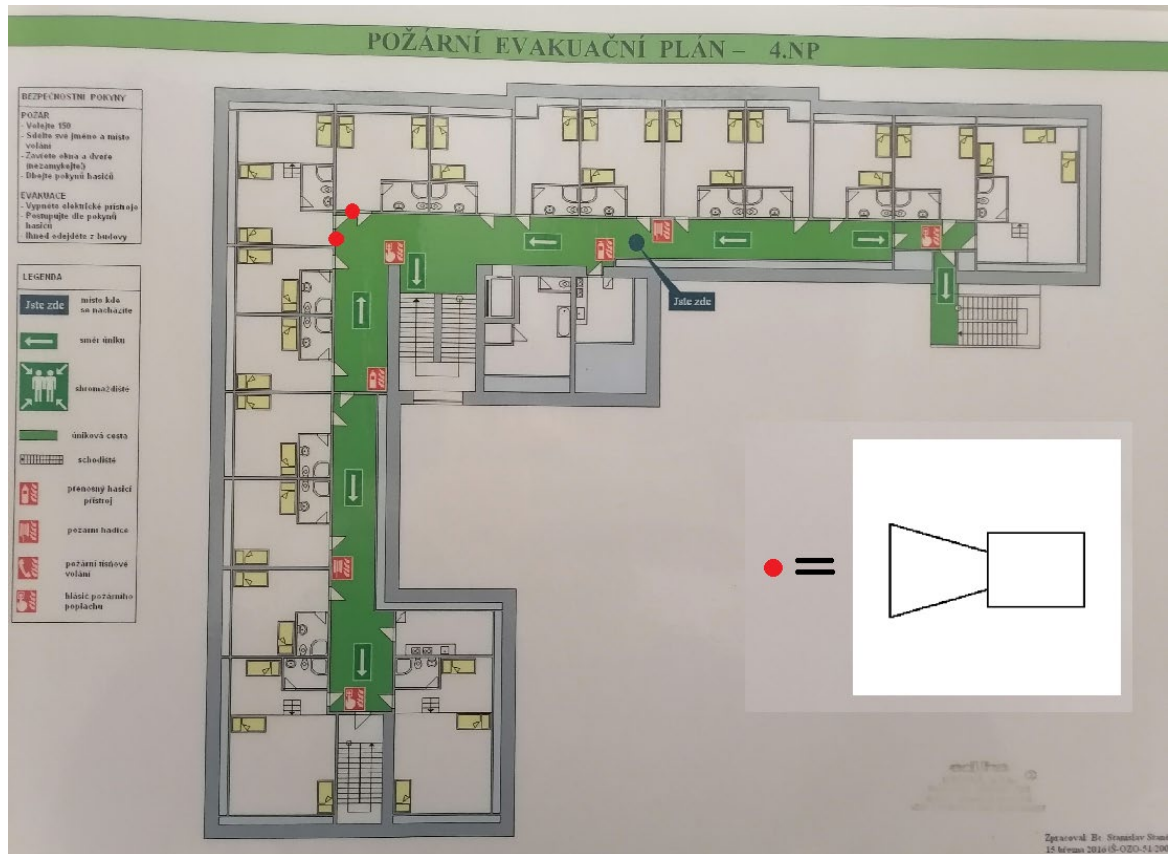 POŽÁRNÍ EVAKUAČNÍ PLÁN – 4.NP
BEZPEČNOSTNÍ POKYNY
POŽÁR
- Volejte 150
- Sdělte své jméno a místo
volání
- Zavřete okna a dveře
(nezamykejte)
- Dbejte pokynů hasičů
EVAKUACE
- Vypněte elektrické přístroje
- Postupujte dle pokynů
hasičů
- Ihned odejděte z budovy
LEGENDA
Jste zde
místo kde
se nacházíte
směr úniku
shromaždiště
úniková cesta
schodiště
přenosný hasicí
přístroj
požární hadice
požární tísňové
volání
hlásič požárního
poplachu
Jste zde
=
Zpracoval: Bc. Stanislav
15.března 2016